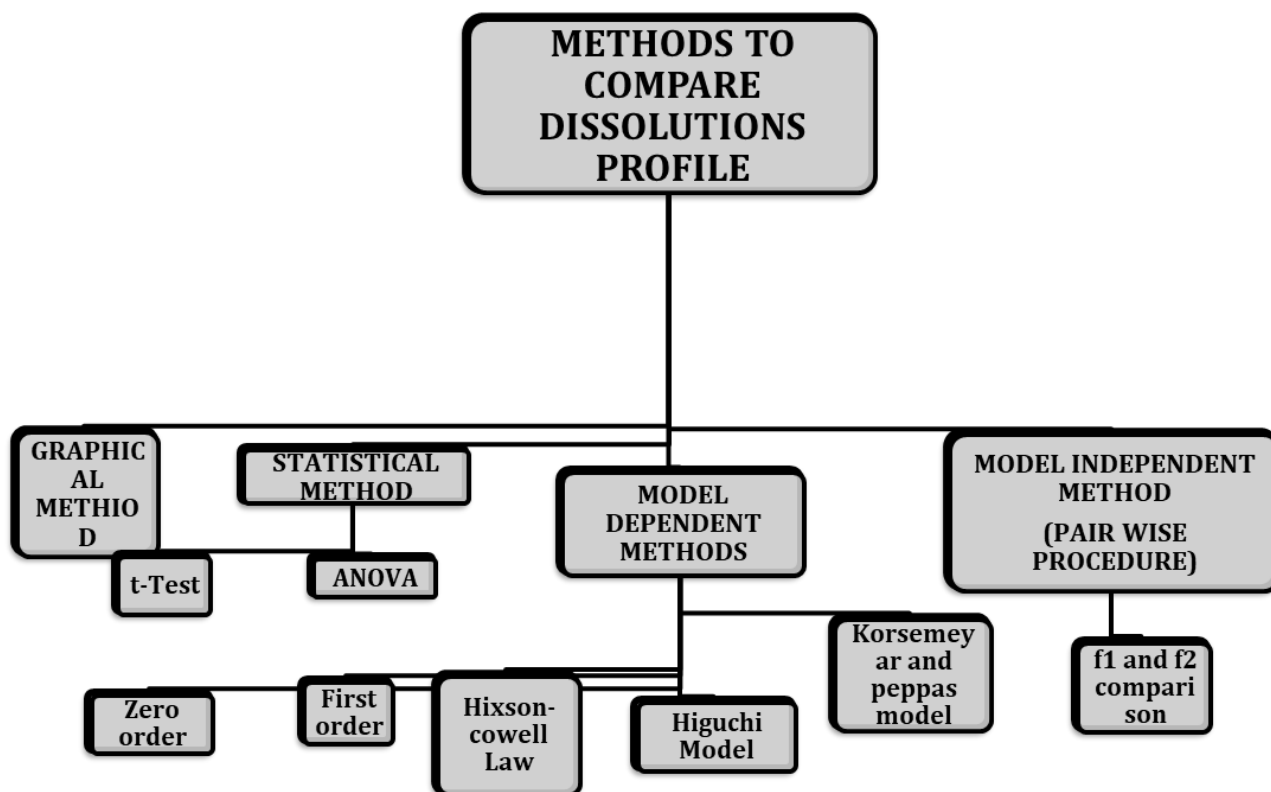 METHODS TO
COMPARE
DISSOLUTIONS
PROFILE
GRAPHIC
AL
METHIO
D
STATISTICAL
METHOD
MODEL
DEPENDENT
METHODS
MODEL INDEPENDENT
METHOD
(PAIR WISE
PROCEDURE)
t-Test
ANOVA
Zero
order
First
order
Hixson-
cowell
Law
Higuchi
Model
Korsemey
ar and
peppas
model
f1 and f2
compari
son